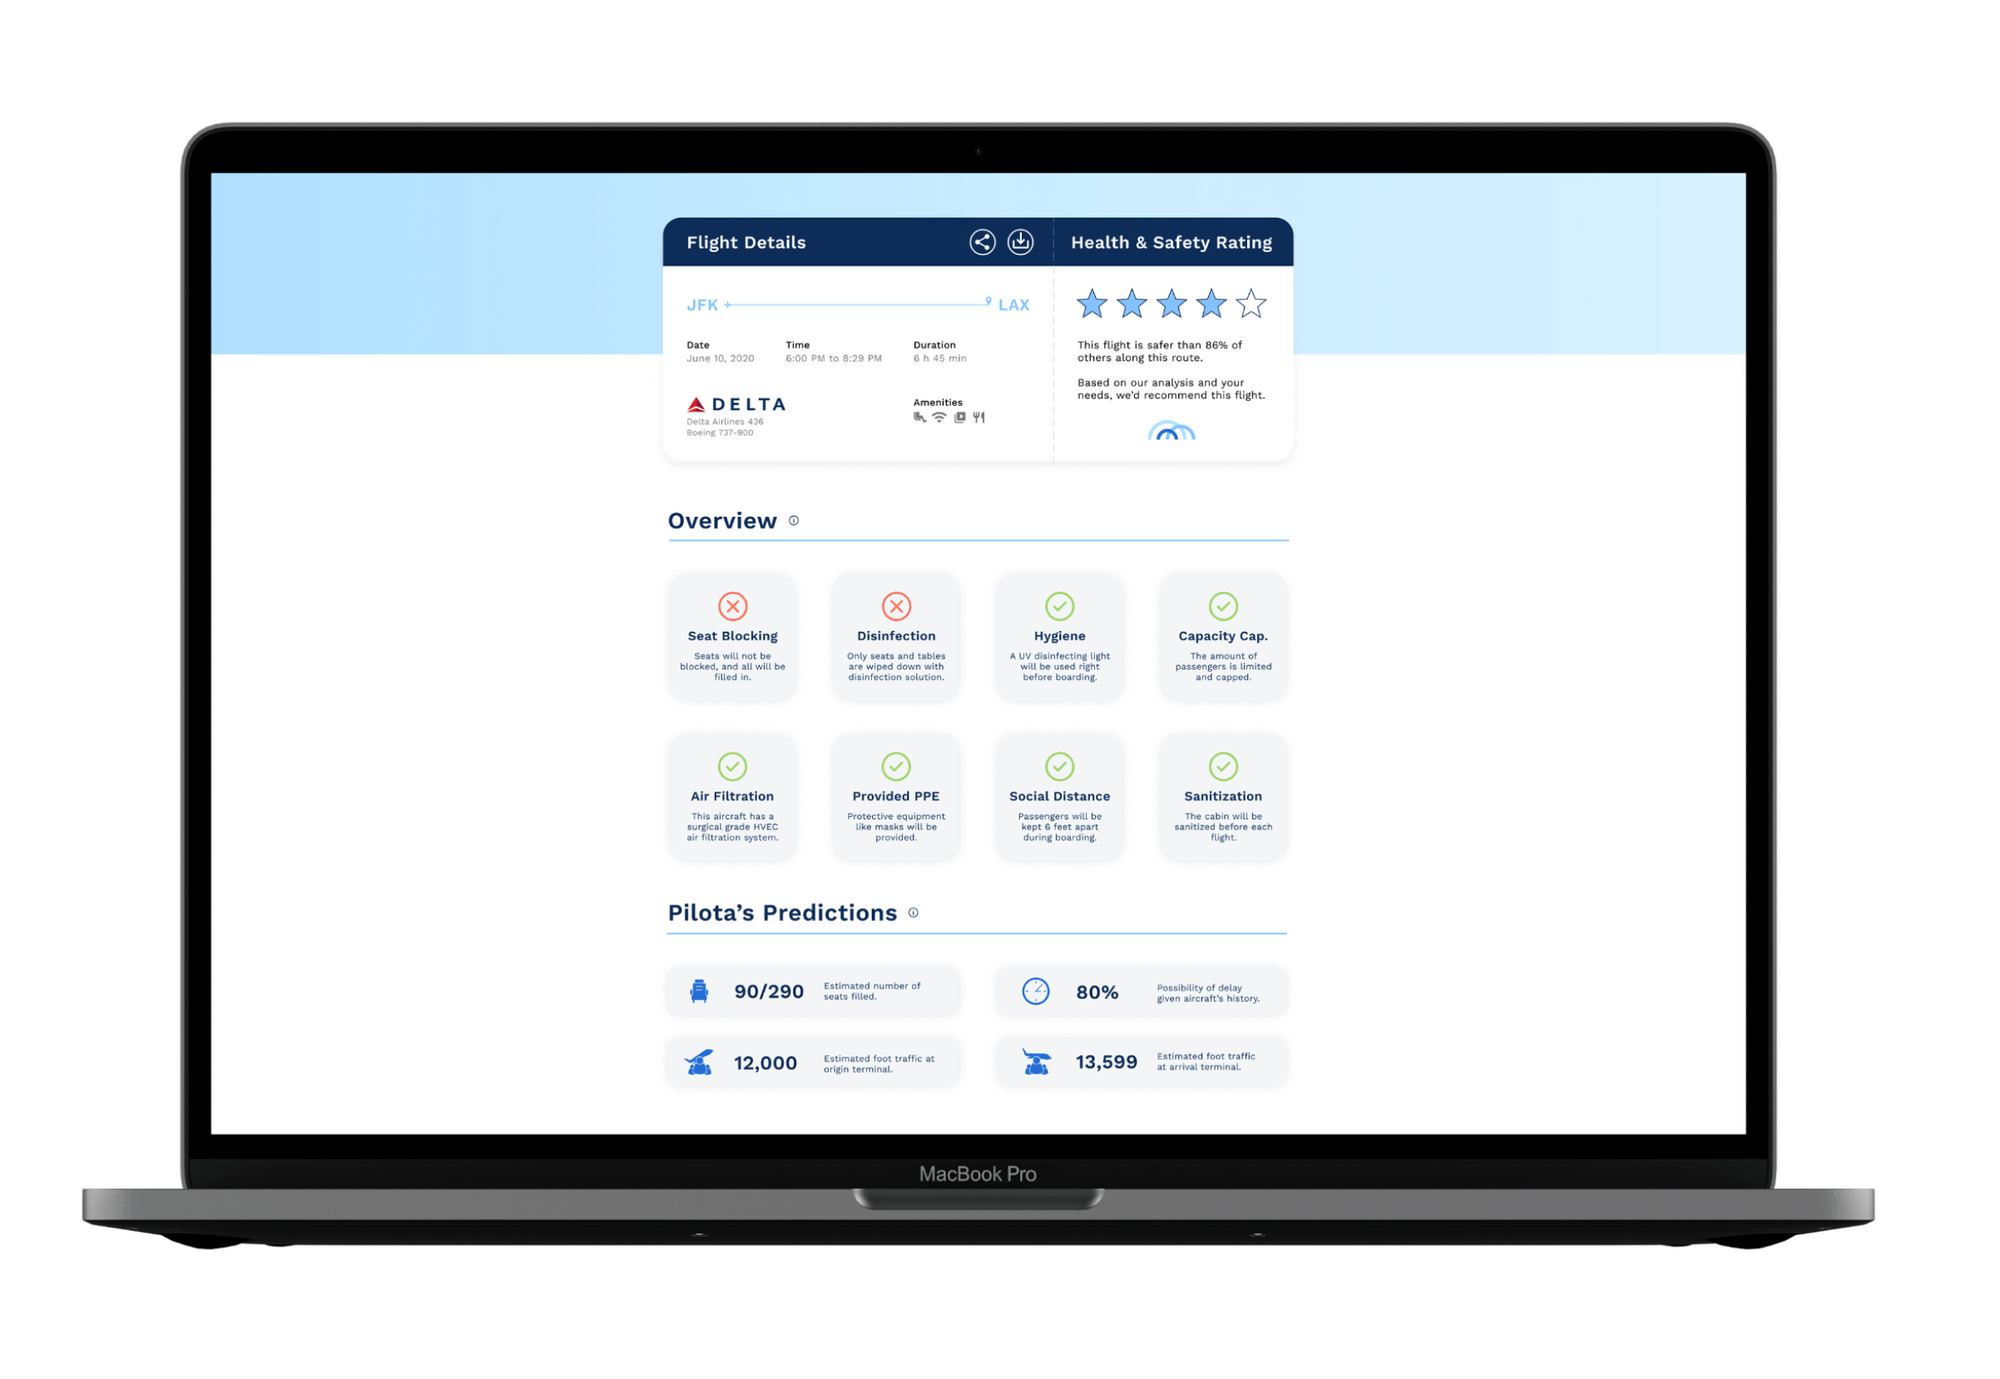 Flight Details
Health & Safety Rating
JFK
LAX
Date
Time
Duration
June 10, 2020
6:00 PM to 8:29 PM
6 h 45 min
DELTA
Delta Airlines 436
Boeing 737-900
Amenities
This flight is safer than 86% of
others along this route.
Based on our analysis and your
needs, we'd recommend this flight.
Overview
Seat Blocking
Seats will not be
blocked, and all will be
filled in.
Disinfection
Only seats and tables
are wiped down with
disinfection solution.
Hygiene
A UV disinfecting light
will be used right
before boarding.
Capacity Cap.
The amount of
passengers is limited
and capped.
Air Filtration
This aircraft has a
surgical grade HVEC
air filtration system.
Provided PPE
Protective equipment
like masks will be
provided.
Social Distance
Passengers will be
kept 6 feet apart
during boarding.
Sanitization
The cabin will be
sanitized before each
flight.
Pilota’s Predictions
90/290
Estimated number of
seats filled.
80%
Possibility of delay
given aircraft's history.
12,000
Estimated foot traffic at
origin terminal.
13,599
Estimated foot traffic
at arrival terminal.
MacBook Pro